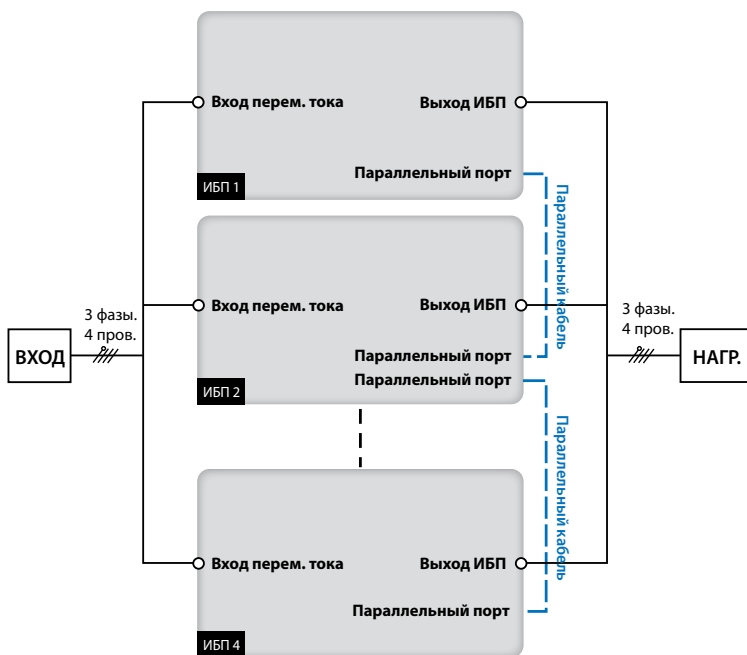 Вход перем. тока
Выход ИБП
Параллельный порт
ИБП 1
Параллельный кабель
3 фазы.
4 пров.
ВХОД
Вход перем. тока
Выход ИБП
Параллельный порт
Параллельный порт
ИБП 2
3 фазы.
4 пров.
НАГР.
Параллельный кабель
Вход перем. тока
Выход ИБП
Параллельный порт
ИБП 4